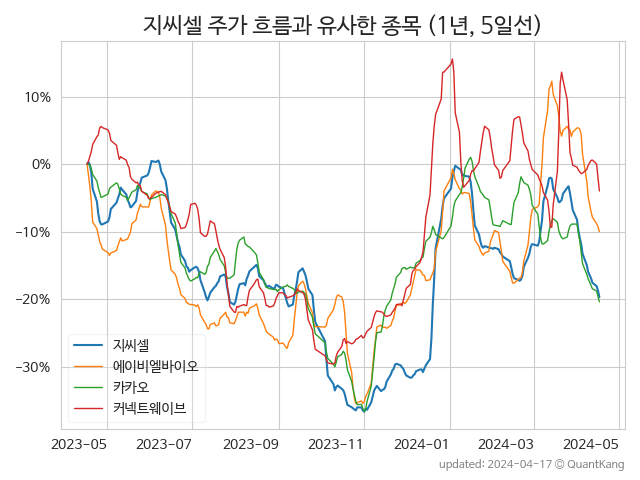 지씨셀 주가 흐름과 유사한 종목 (1년, 5일선)
10%
0%
−10%
−20%
−30%
지씨셀
에이비엘바이오
카카오
커넥트웨이브
2023-05 2023-07 2023-09 2023-11 2024-01 2024-03 2024-05
updated: 2024-04-17 © QuantKang